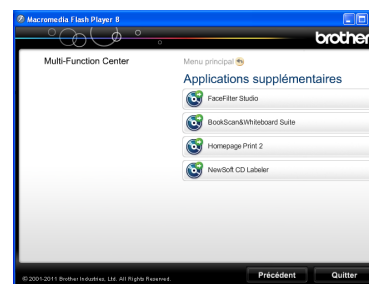 Macromedia Flash Player 8
brother
Multi-Function Center
Menu principal
Applications supplémentaires
FaceFilter Studio
BookScan&Whiteboard Suite
Homepage Print 2
NewSoft CD Labeler
© 2001-2011 Brother Industries, Ltd. All Rights Reserved.
Précédent
Quitter